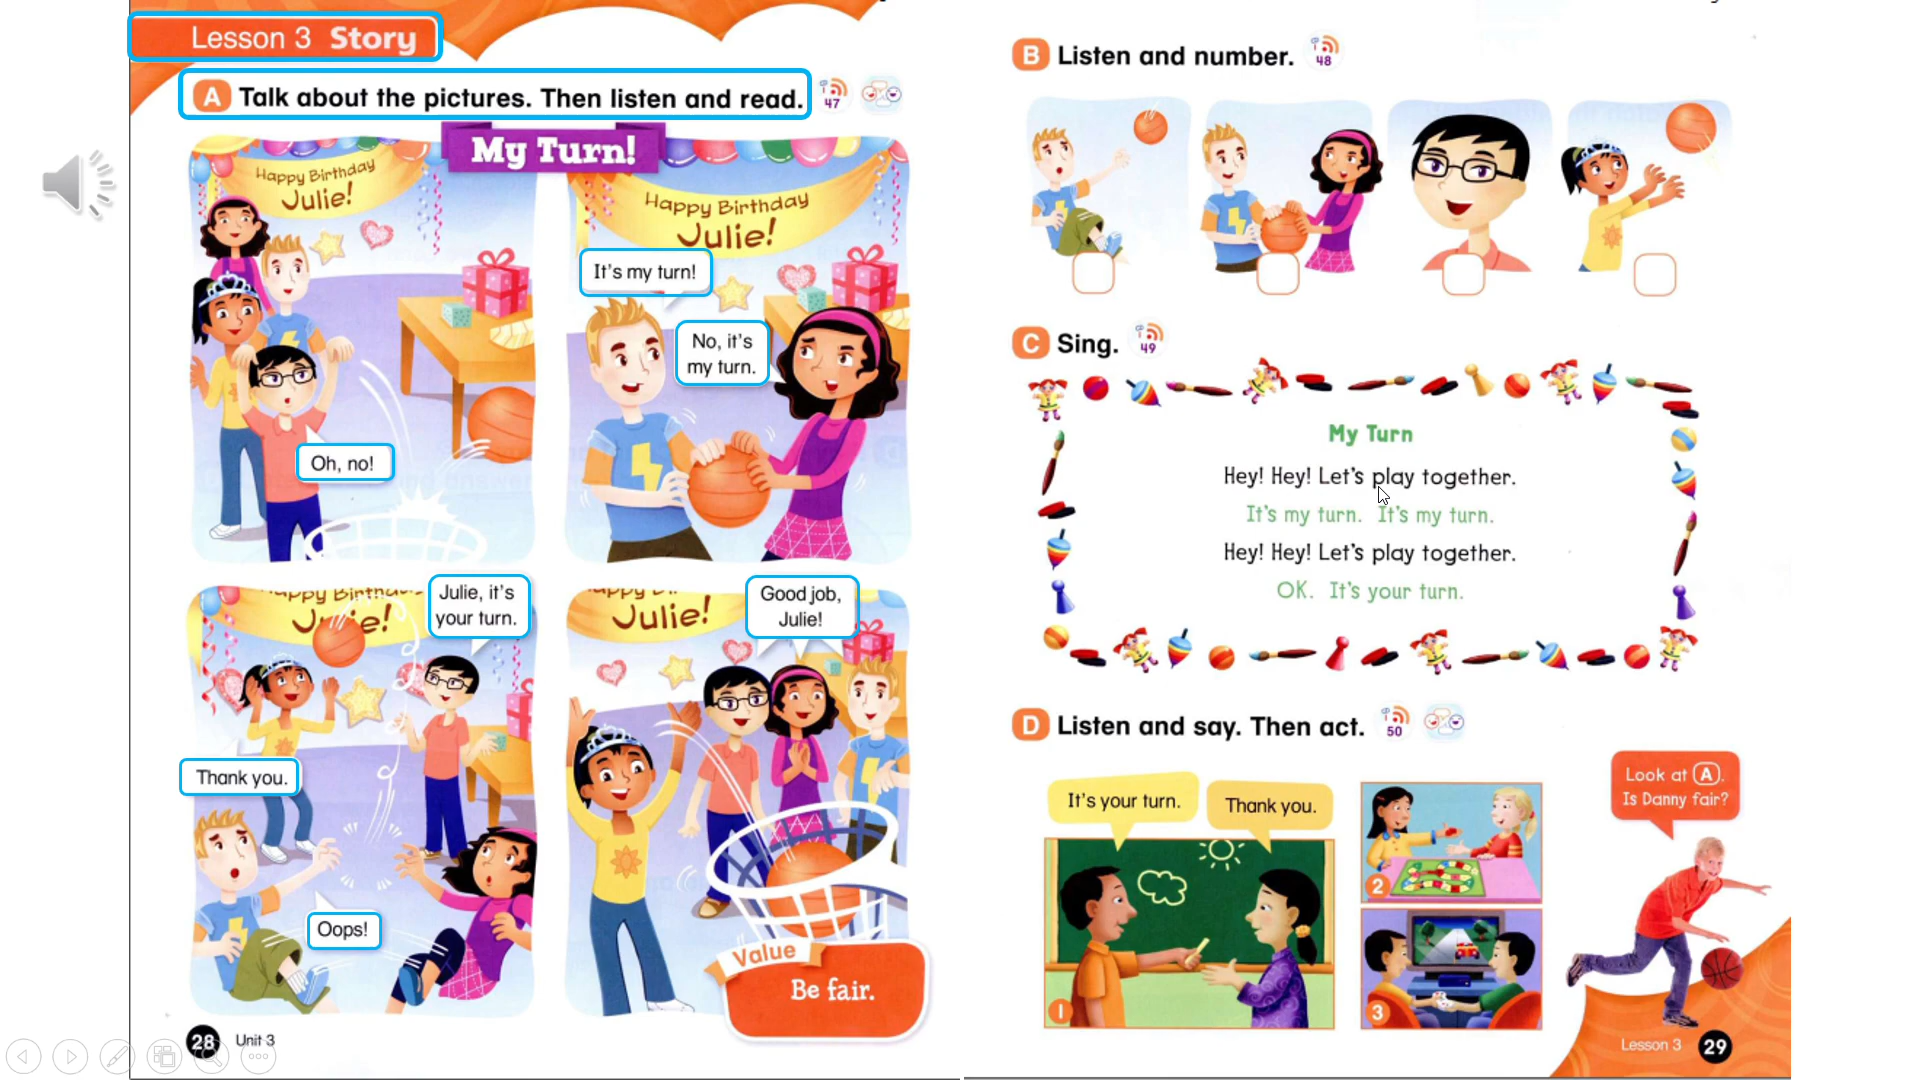 Lesson 3 Story
A Talk about the pictures. Then listen and read.
47
My Turn!
Happy Birthday
Julie!
Oh, no!
Happy Birthday
Julie!
It's my turn!
No, it's
my turn.
Happy Birthday
Julie!
Julie, it's
your turn.
Thank you.
Oops!
Julie!
Good job,
Julie!
Value
Be fair.
28 Unit 3
B Listen and number.
48
C Sing.
49
My Turn
Hey! Hey! Let's play together.
It's my turn. It's my turn.
Hey! Hey! Let's play together.
OK. It's your turn.
D Listen and say. Then act.
50
It's your turn.
Thank you.
1
2
3
Look at A.
Is Danny fair?
Lesson 3 29